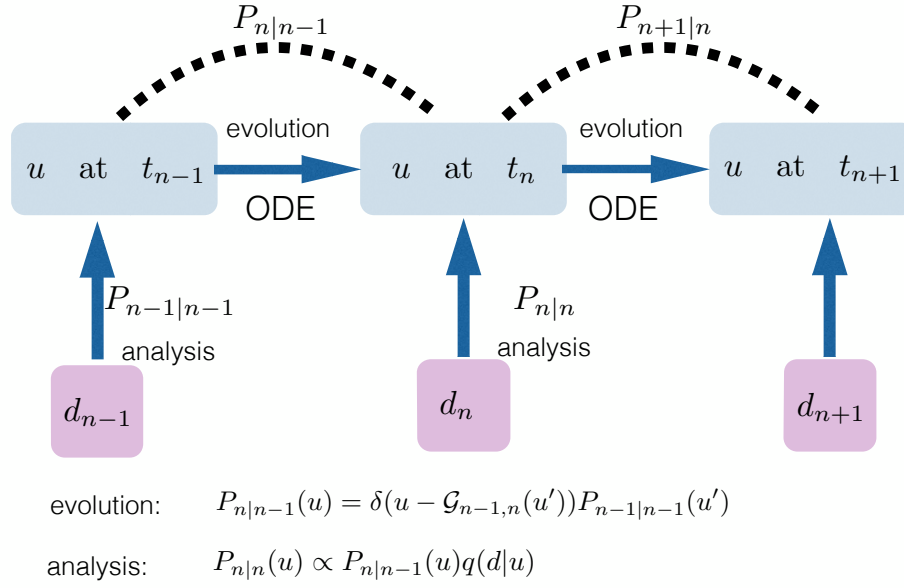 P_{n|n-1} P_{n+1|n}
evolution evolution
u at t_{n-1} u at t_n u at t_{n+1}
ODE ODE
P_{n-1|n-1} P_{n|n}
analysis analysis
d_{n-1} d_n d_{n+1}
evolution: P_{n|n-1}(u) = δ(u − 𝒢_{n-1,n}(u′))P_{n-1|n-1}(u′)
analysis: P_{n|n}(u) ∝ P_{n|n-1}(u)q(d|u)